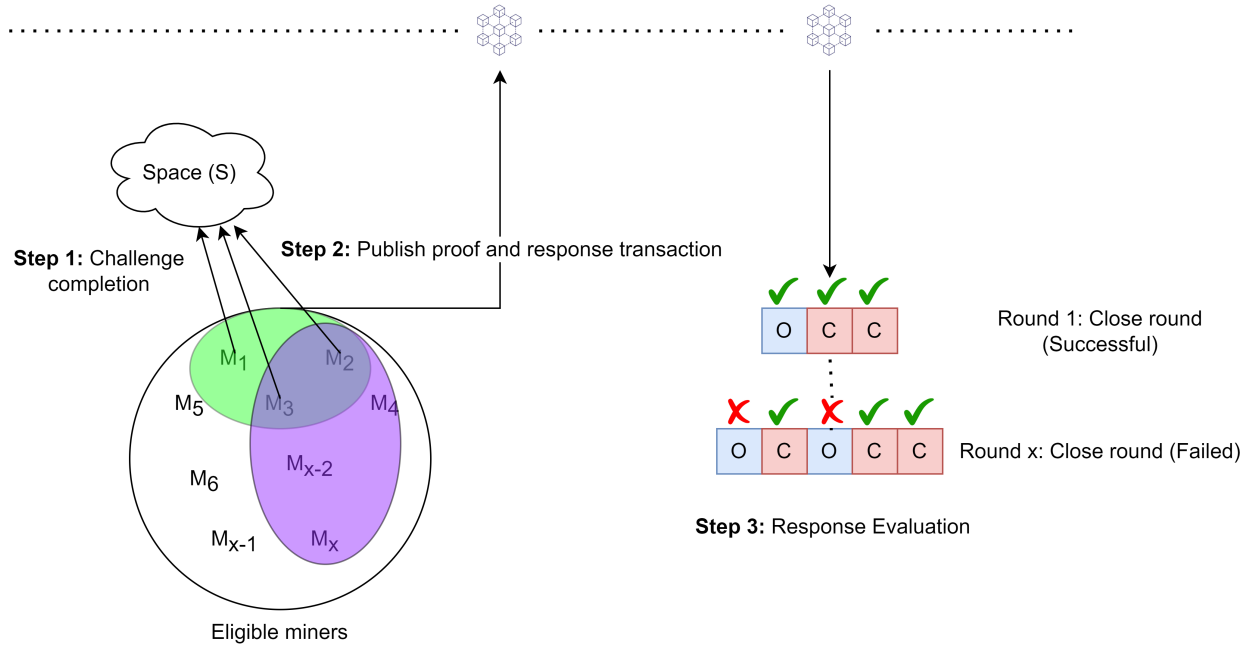 Space (S)
Step 1: Challenge
completion
Step 2: Publish proof and response transaction
M1
M2
M3
M4
M5
M6
Mx-2
Mx-1
Mx
Eligible miners
O C C
Round 1: Close round
(Successful)
O C O C C
Round x: Close round (Failed)
Step 3: Response Evaluation